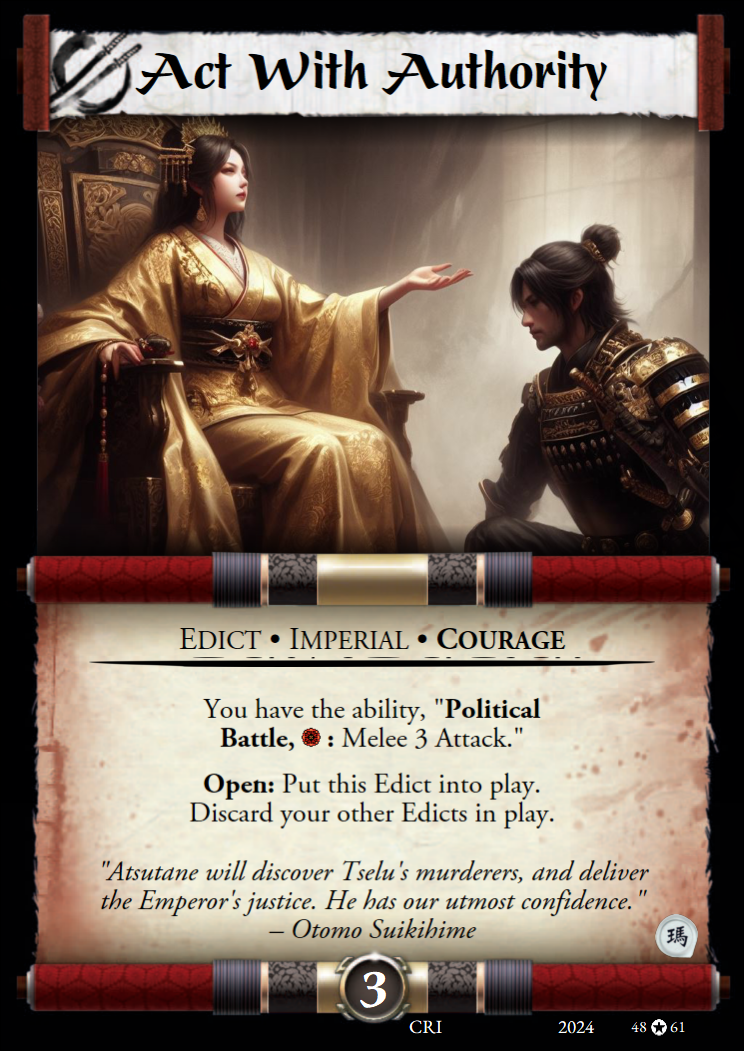 Act With Authority
EDICT • IMPERIAL • COURAGE
You have the ability, "Political
Battle, : Melee 3 Attack."
Open: Put this Edict into play.
Discard your other Edicts in play.
"Atsutane will discover Tselu's murderers, and deliver
the Emperor's justice. He has our utmost confidence."
– Otomo Suikihime
瑪
3
CRI 2024 48 61